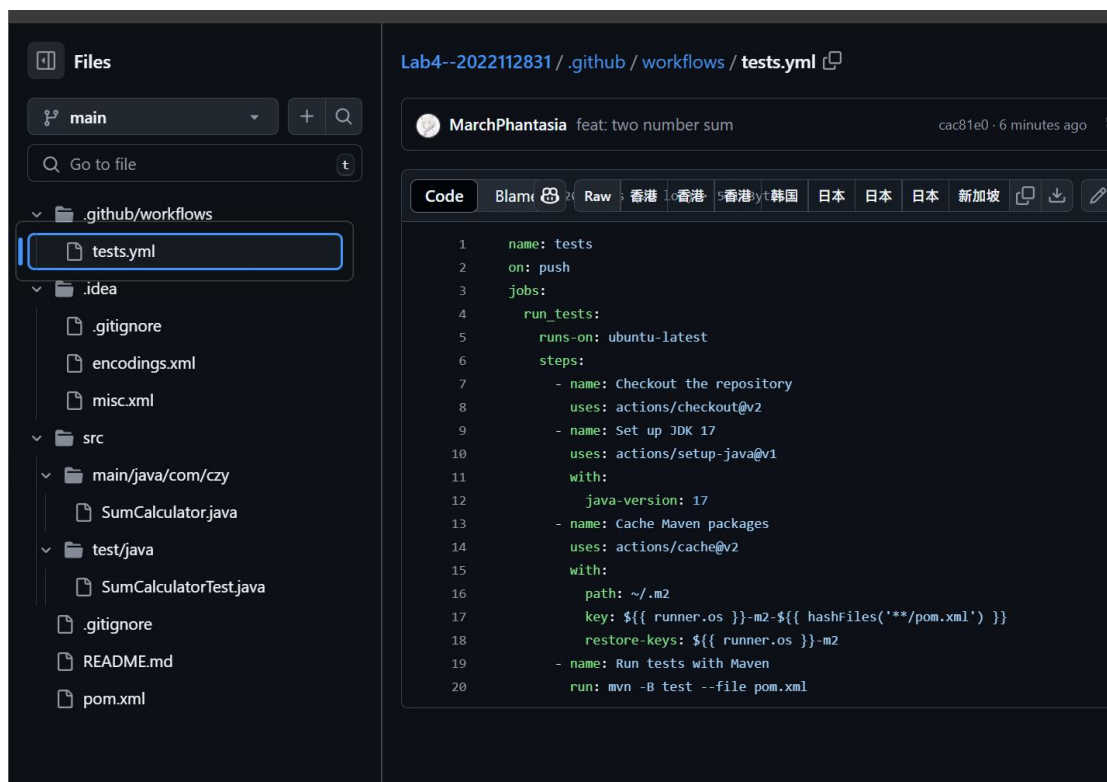 Files
main
Go to file
t
.github/workflows
tests.yml
.idea
.gitignore
encodings.xml
misc.xml
src
main/java/com/czy
SumCalculator.java
test/java
SumCalculatorTest.java
.gitignore
README.md
pom.xml
Lab4--2022112831 / .github / workflows / tests.yml
MarchPhantasia feat: two number sum cac81e0 · 6 minutes ago
Code Blame Raw 香港 香港 香港 韩国 日本 日本 日本 新加坡
1 name: tests
2 on: push
3 jobs:
4 run_tests:
5 runs-on: ubuntu-latest
6 steps:
7 - name: Checkout the repository
8 uses: actions/checkout@v2
9 - name: Set up JDK 17
10 uses: actions/setup-java@v1
11 with:
12 java-version: 17
13 - name: Cache Maven packages
14 uses: actions/cache@v2
15 with:
16 path: ~/.m2
17 key: ${{ runner.os }}-m2-${{ hashFiles('**/pom.xml') }}
18 restore-keys: ${{ runner.os }}-m2
19 - name: Run tests with Maven
20 run: mvn -B test --file pom.xml